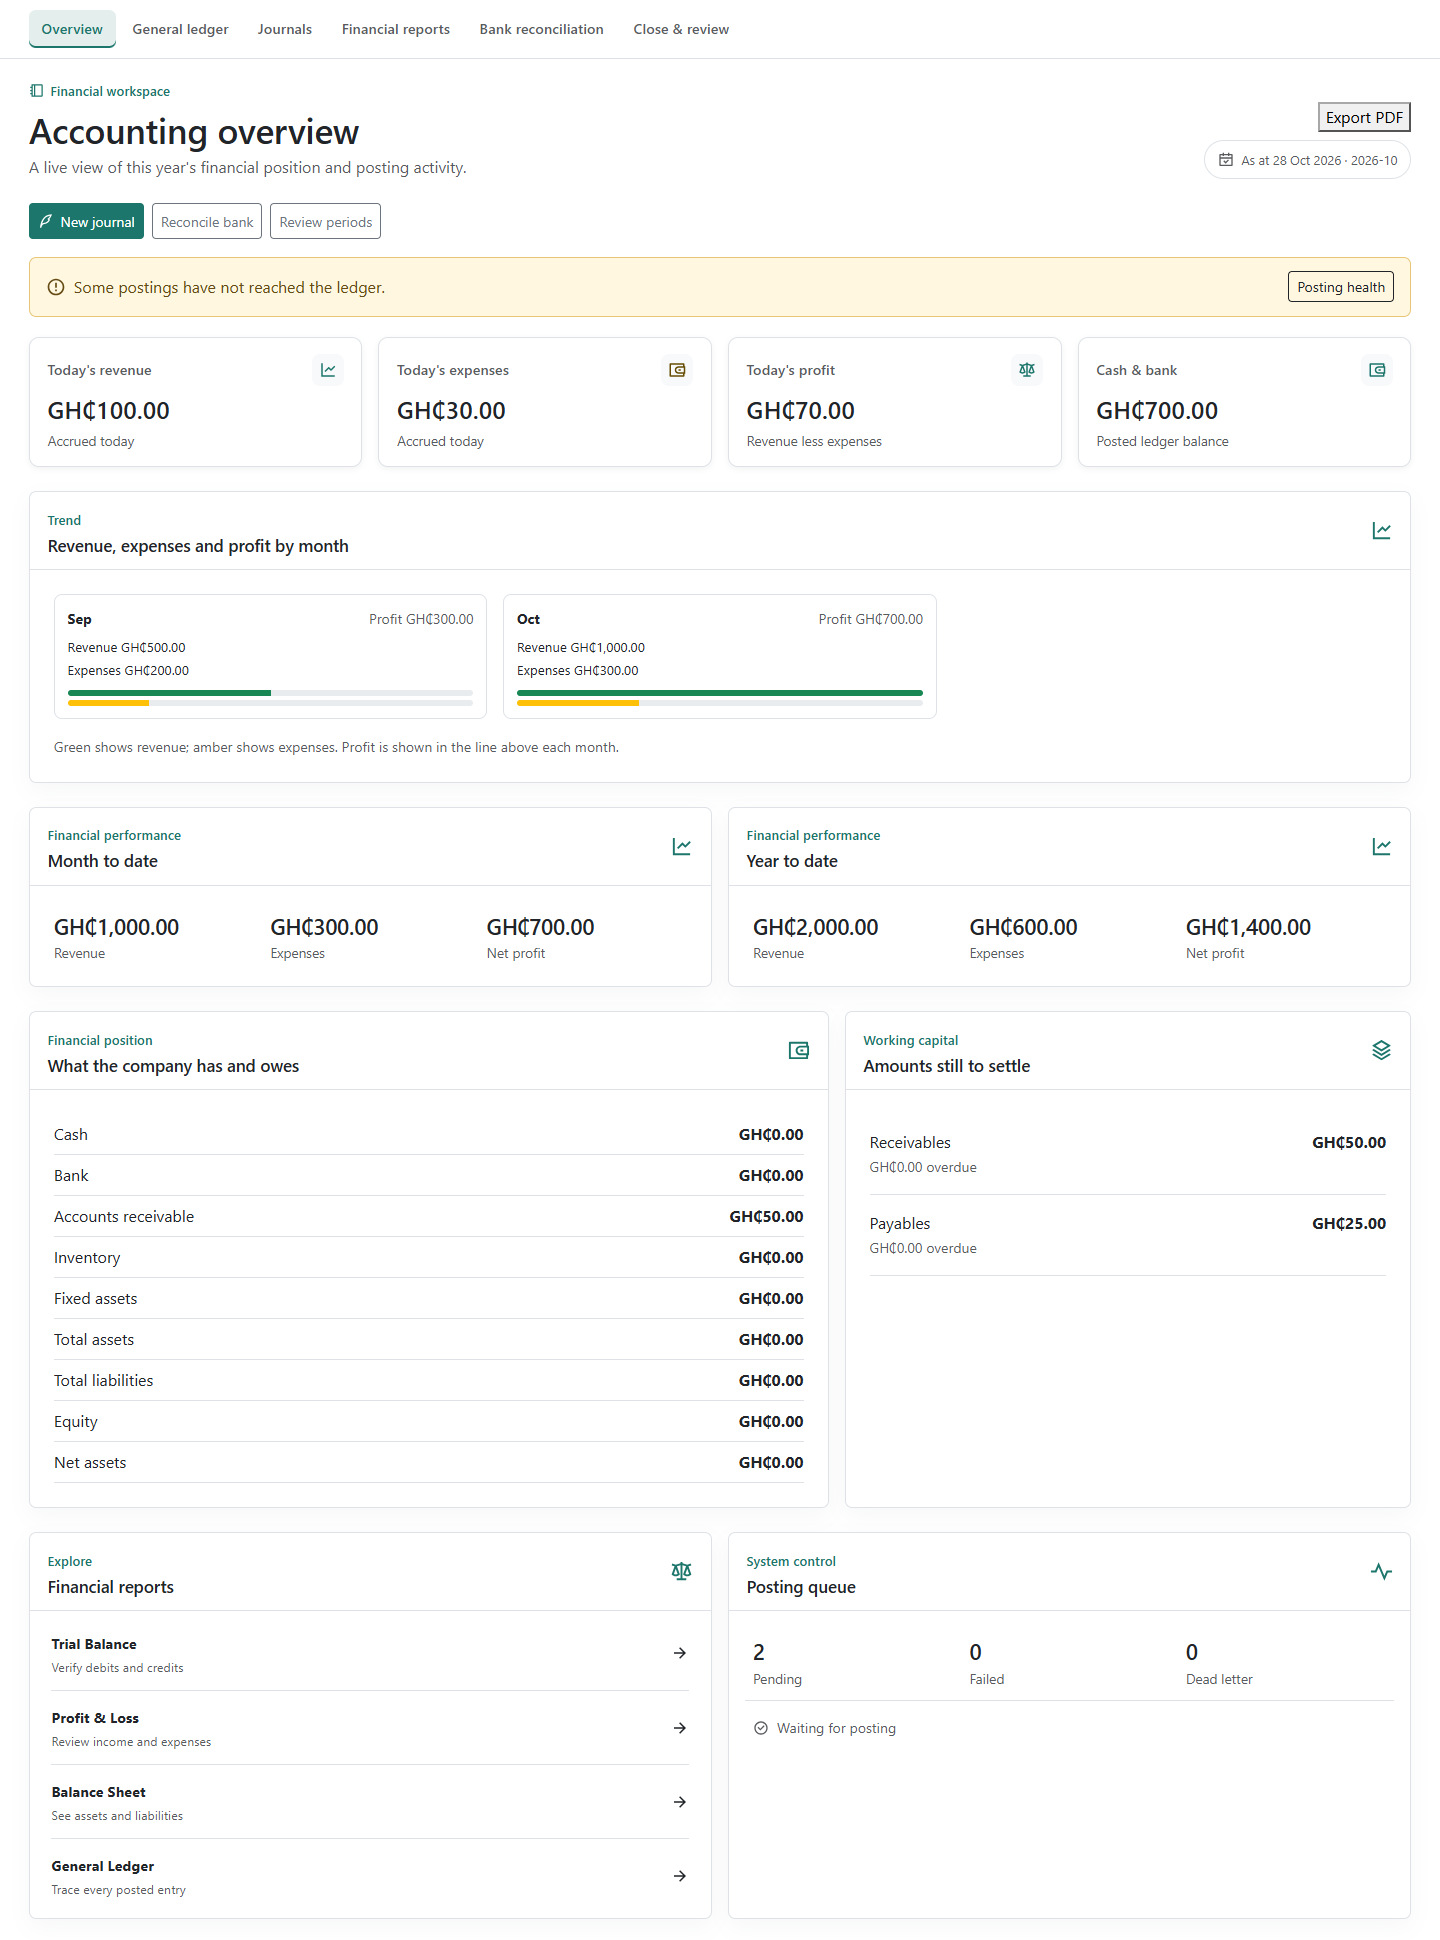 Overview General ledger Journals Financial reports Bank reconciliation Close & review
Financial workspace
Accounting overview
A live view of this year's financial position and posting activity.
Export PDF
As at 28 Oct 2026 · 2026-10
New journal Reconcile bank Review periods
Some postings have not reached the ledger.
Posting health
Today's revenue
GH₵100.00
Accrued today
Today's expenses
GH₵30.00
Accrued today
Today's profit
GH₵70.00
Revenue less expenses
Cash & bank
GH₵700.00
Posted ledger balance
Trend
Revenue, expenses and profit by month
Sep Profit GH₵300.00
Revenue GH₵500.00
Expenses GH₵200.00
Oct Profit GH₵700.00
Revenue GH₵1,000.00
Expenses GH₵300.00
Green shows revenue; amber shows expenses. Profit is shown in the line above each month.
Financial performance
Month to date
GH₵1,000.00 GH₵300.00 GH₵700.00
Revenue Expenses Net profit
Financial performance
Year to date
GH₵2,000.00 GH₵600.00 GH₵1,400.00
Revenue Expenses Net profit
Financial position
What the company has and owes
Cash GH₵0.00
Bank GH₵0.00
Accounts receivable GH₵50.00
Inventory GH₵0.00
Fixed assets GH₵0.00
Total assets GH₵0.00
Total liabilities GH₵0.00
Equity GH₵0.00
Net assets GH₵0.00
Working capital
Amounts still to settle
Receivables GH₵50.00
GH₵0.00 overdue
Payables GH₵25.00
GH₵0.00 overdue
Explore
Financial reports
Trial Balance
Verify debits and credits
Profit & Loss
Review income and expenses
Balance Sheet
See assets and liabilities
General Ledger
Trace every posted entry
System control
Posting queue
2 0 0
Pending Failed Dead letter
Waiting for posting